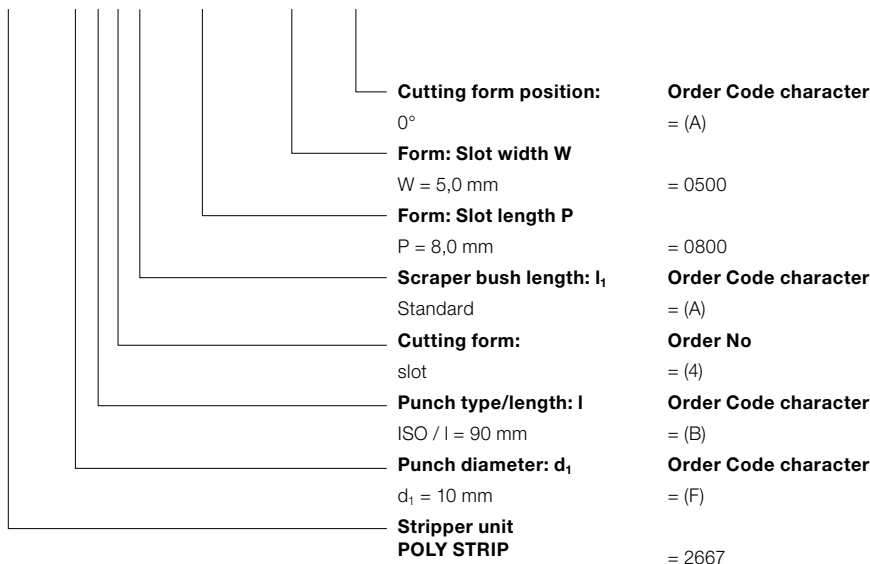 Cutting form position: Order Code character
0° = (A)
Form: Slot width W
W = 5,0 mm = 0500
Form: Slot length P
P = 8,0 mm = 0800
Scraper bush length: l₁ Order Code character
Standard = (A)
Cutting form: Order No
slot = (4)
Punch type/length: l Order Code character
ISO / l = 90 mm = (B)
Punch diameter: d₁ Order Code character
d₁ = 10 mm = (F)
Stripper unit
POLY STRIP = 2667